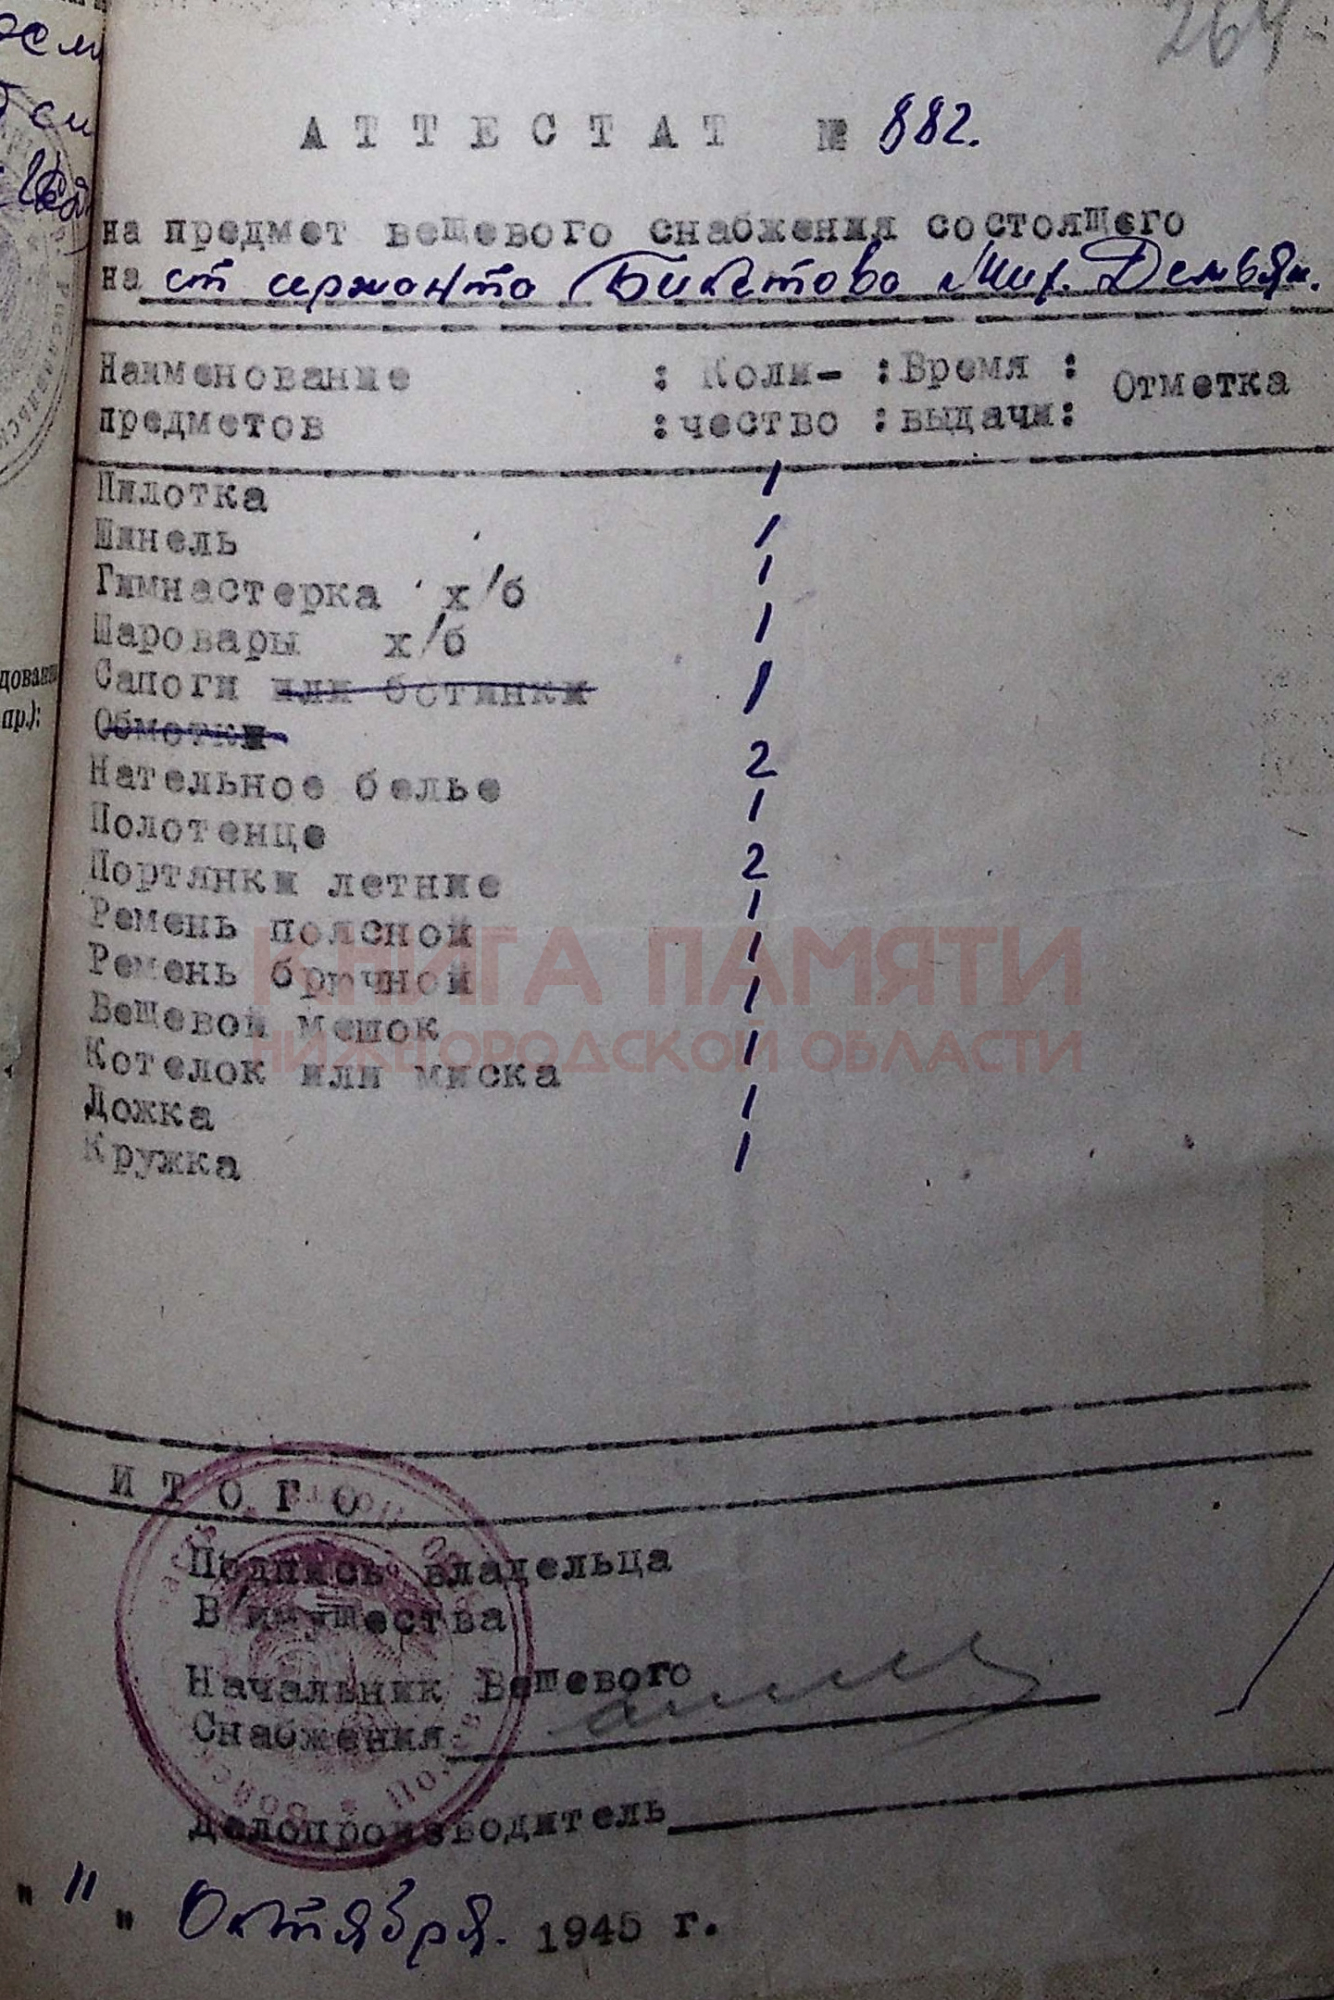 264
АТТЕСТАТ № 882.
на предмет вещевого снабжения состоящего
на ст сержанта Бикетова Мих. Демьян.
Наименование : Коли- : Время : Отметка
предметов : чество : выдачи :
Пилотка 1
Шинель 1
Гимнастерка х/б 1
Шаровары х/б 1
Сапоги или ботинки 1
Обмотки
Нательное белье 2
Полотенце 1
Портянки летние 2
Ремень поясной 1
Ремень брючной 1
Вещевой мешок 1
Котелок или миска 1
Ложка 1
Кружка 1
КНИГА ПАМЯТИ
НИЖЕГОРОДСКОЙ ОБЛАСТИ
ИТОГО
Подпись владельца
В/имущества
Начальник Вещевого
Снабжения
Делопроизводитель
" 11 " Октября. 1945 г.